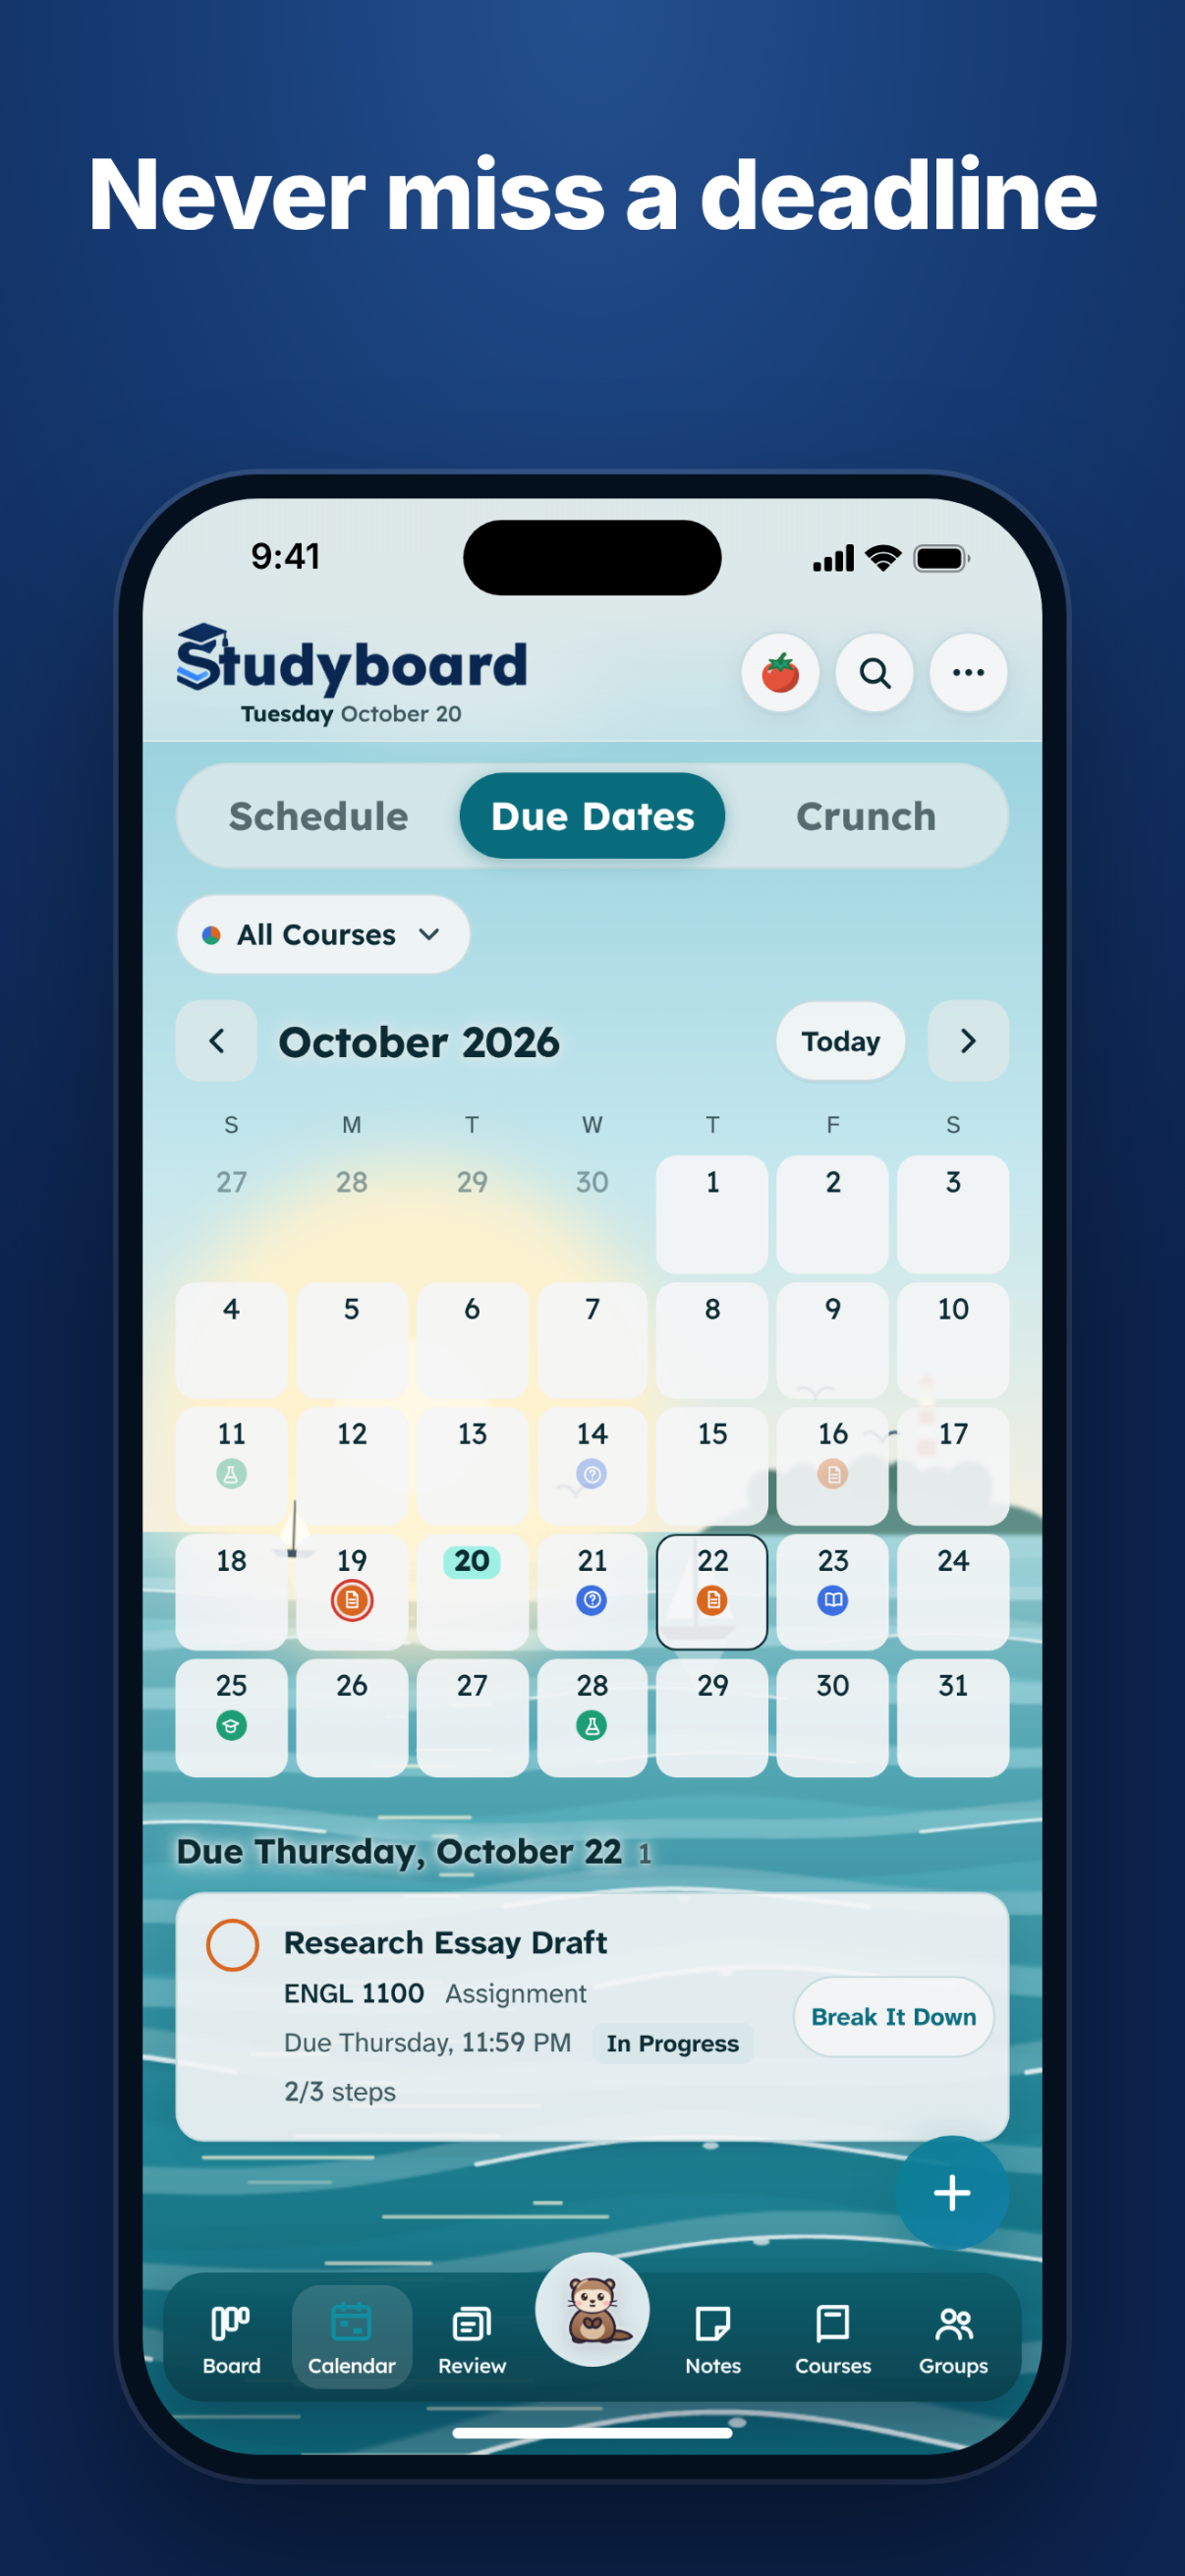 Never miss a deadline
9:41
Studyboard
Tuesday October 20
Schedule Due Dates Crunch
All Courses
October 2026 Today
S M T W T F S
27 28 29 30 1 2 3
4 5 6 7 8 9 10
11 12 13 14 15 16 17
18 19 20 21 22 23 24
25 26 27 28 29 30 31
Due Thursday, October 22 1
Research Essay Draft
ENGL 1100 Assignment
Break It Down
Due Thursday, 11:59 PM In Progress
2/3 steps
Board Calendar Review Notes Courses Groups